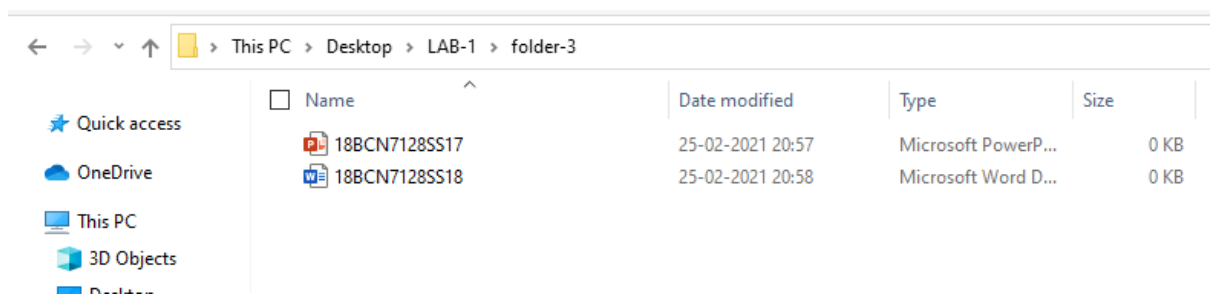 This PC > Desktop > LAB-1 > folder-3
Name Date modified Type Size
Quick access
18BCN7128SS17 25-02-2021 20:57 Microsoft PowerP... 0 KB
OneDrive
18BCN7128SS18 25-02-2021 20:58 Microsoft Word D... 0 KB
This PC
3D Objects
Desktop